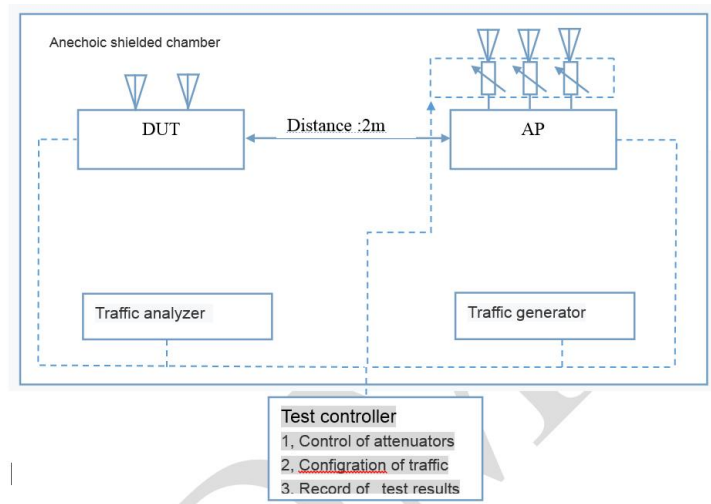 Anechoic shielded chamber
DUT
Distance :2m
AP
Traffic analyzer
Traffic generator
Test controller
1, Control of attenuators
2, Configration of traffic
3. Record of test results